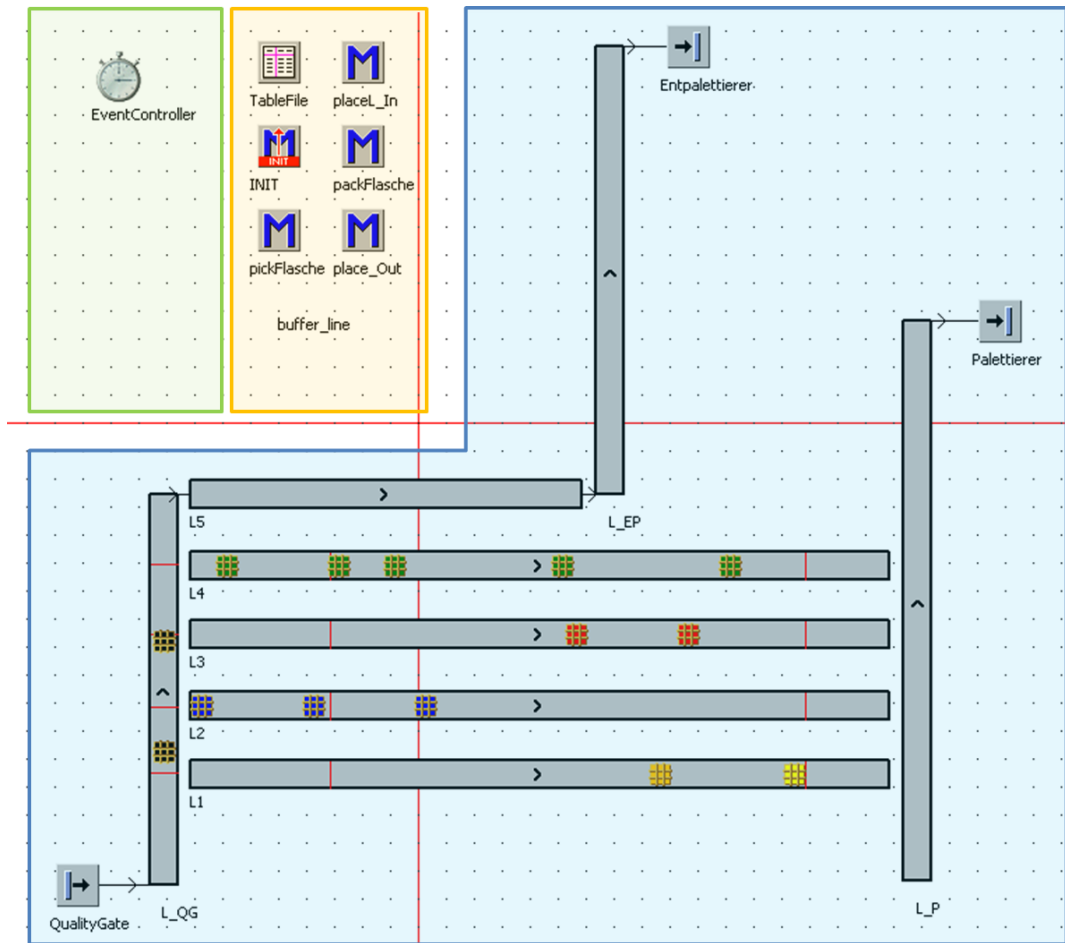 EventController
TableFile
placeL_In
INIT
INIT
packFlasche
pickFlasche
place_Out
buffer_line
Entpalettierer
Palettierer
L5
L_EP
L4
L3
L2
L1
QualityGate
L_QG
L_P